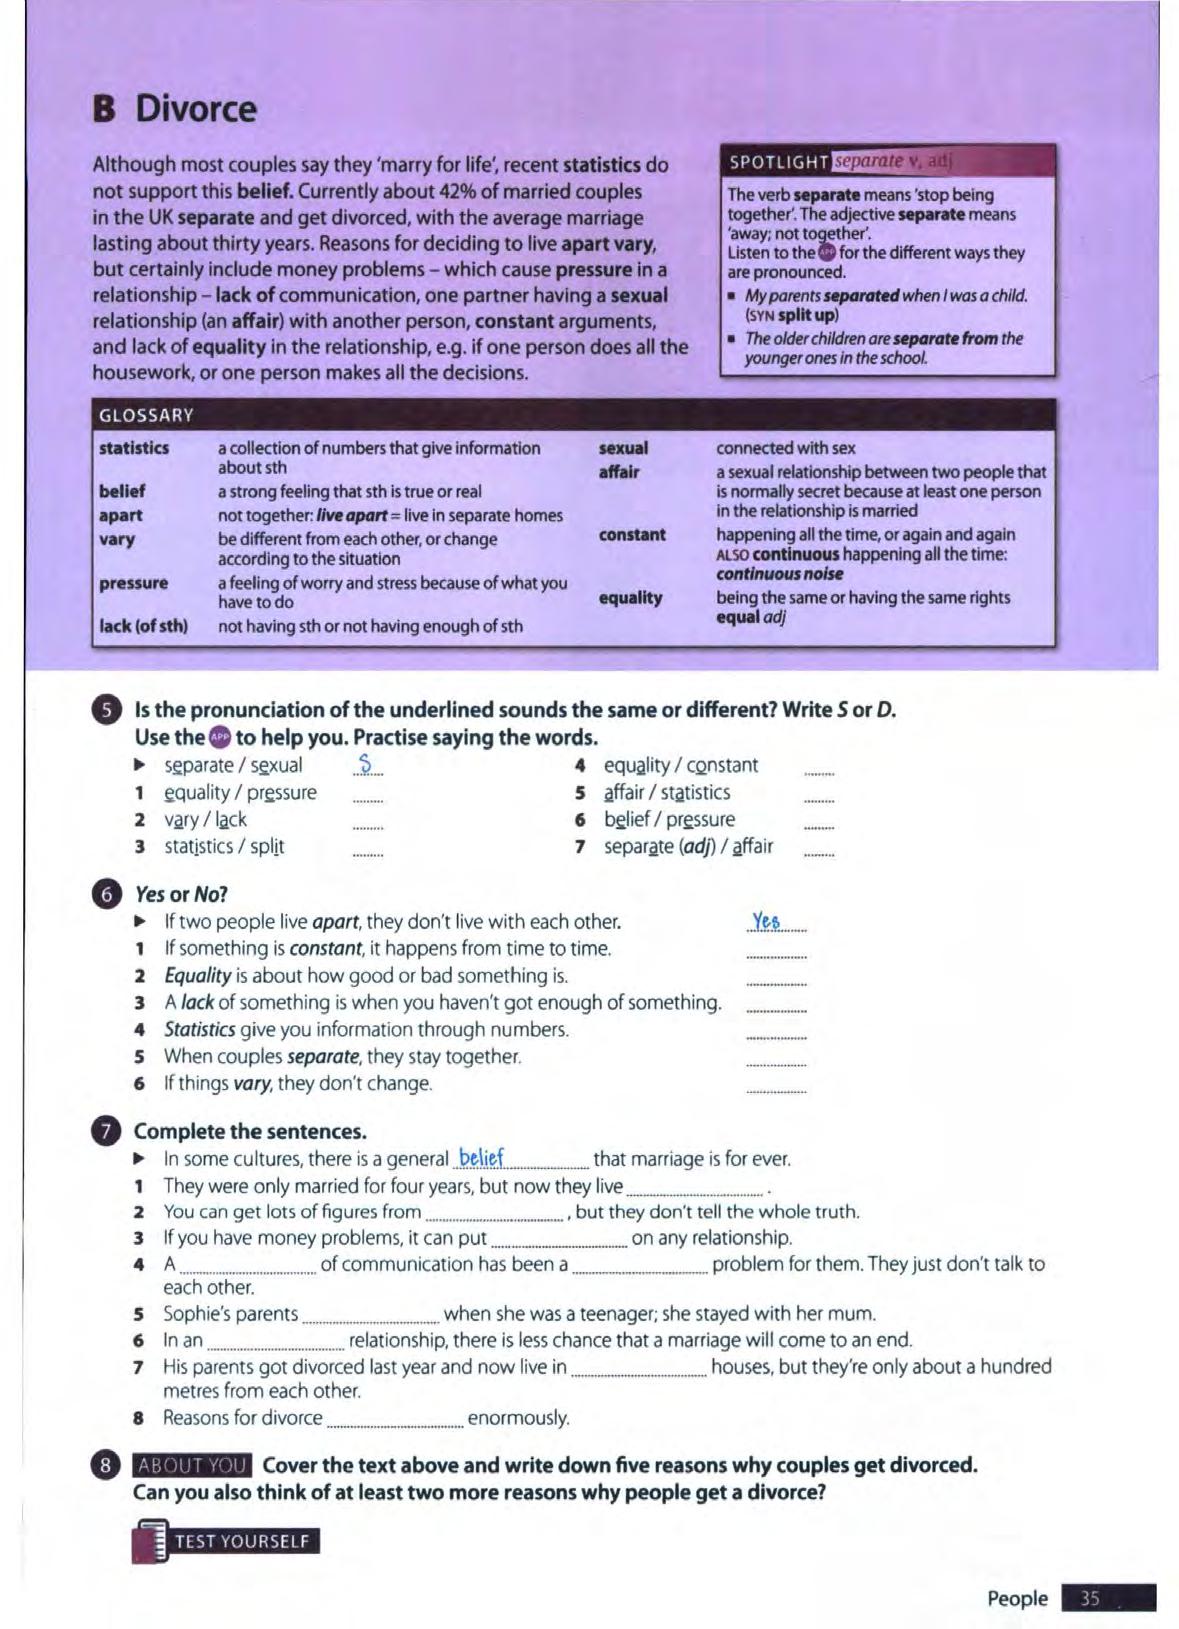 B Divorce
Although most couples say they ‘marry for life’, recent statistics do
not support this belief. Currently about 42% of married couples
in the UK separate and get divorced, with the average marriage
lasting about thirty years. Reasons for deciding to live apart vary,
but certainly include money problems – which cause pressure in a
relationship – lack of communication, one partner having a sexual
relationship (an affair) with another person, constant arguments,
and lack of equality in the relationship, e.g. if one person does all the
housework, or one person makes all the decisions.
SPOTLIGHT separate v, adj
The verb separate means ‘stop being
together’. The adjective separate means
‘away; not together’.
Listen to the APP for the different ways they
are pronounced.
▪ My parents separated when I was a child.
(SYN split up)
▪ The older children are separate from the
younger ones in the school.
GLOSSARY
statistics a collection of numbers that give information
about sth
belief a strong feeling that sth is true or real
apart not together: live apart = live in separate homes
vary be different from each other, or change
according to the situation
pressure a feeling of worry and stress because of what you
have to do
lack (of sth) not having sth or not having enough of sth
sexual connected with sex
affair a sexual relationship between two people that
is normally secret because at least one person
in the relationship is married
constant happening all the time, or again and again
ALSO continuous happening all the time:
continuous noise
equality being the same or having the same rights
equal adj
5 Is the pronunciation of the underlined sounds the same or different? Write S or D.
Use the APP to help you. Practise saying the words.
► separate / sexual S
1 equality / pressure
2 vary / lack
3 statistics / split
4 equality / constant
5 affair / statistics
6 belief / pressure
7 separate (adj) / affair
6 Yes or No?
► If two people live apart, they don't live with each other. Yes
1 If something is constant, it happens from time to time.
2 Equality is about how good or bad something is.
3 A lack of something is when you haven't got enough of something.
4 Statistics give you information through numbers.
5 When couples separate, they stay together.
6 If things vary, they don't change.
7 Complete the sentences.
► In some cultures, there is a general belief that marriage is for ever.
1 They were only married for four years, but now they live .
2 You can get lots of figures from , but they don't tell the whole truth.
3 If you have money problems, it can put on any relationship.
4 A of communication has been a problem for them. They just don't talk to
each other.
5 Sophie's parents when she was a teenager; she stayed with her mum.
6 In an relationship, there is less chance that a marriage will come to an end.
7 His parents got divorced last year and now live in houses, but they're only about a hundred
metres from each other.
8 Reasons for divorce enormously.
8 ABOUT YOU Cover the text above and write down five reasons why couples get divorced.
Can you also think of at least two more reasons why people get a divorce?
TEST YOURSELF
People 35